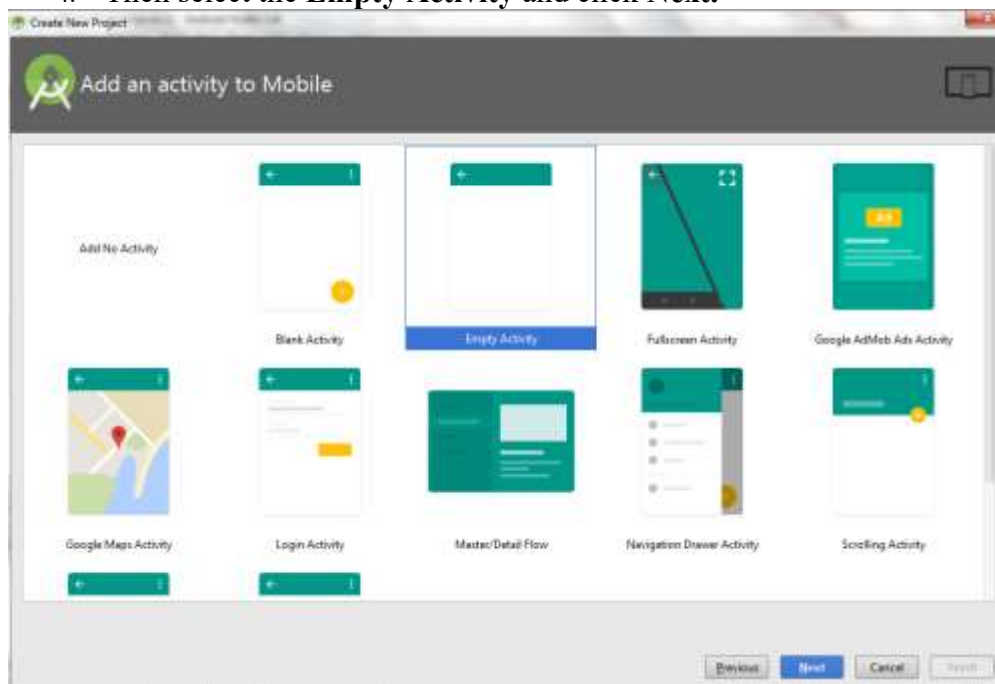 4. Then select the Empty Activity and click Next.
Create New Project
Add an activity to Mobile
Add No Activity
Blank Activity
Empty Activity
Fullscreen Activity
Google AdMob Ads Activity
Google Maps Activity
Login Activity
Master/Detail Flow
Navigation Drawer Activity
Scrolling Activity
Previous Next Cancel Finish